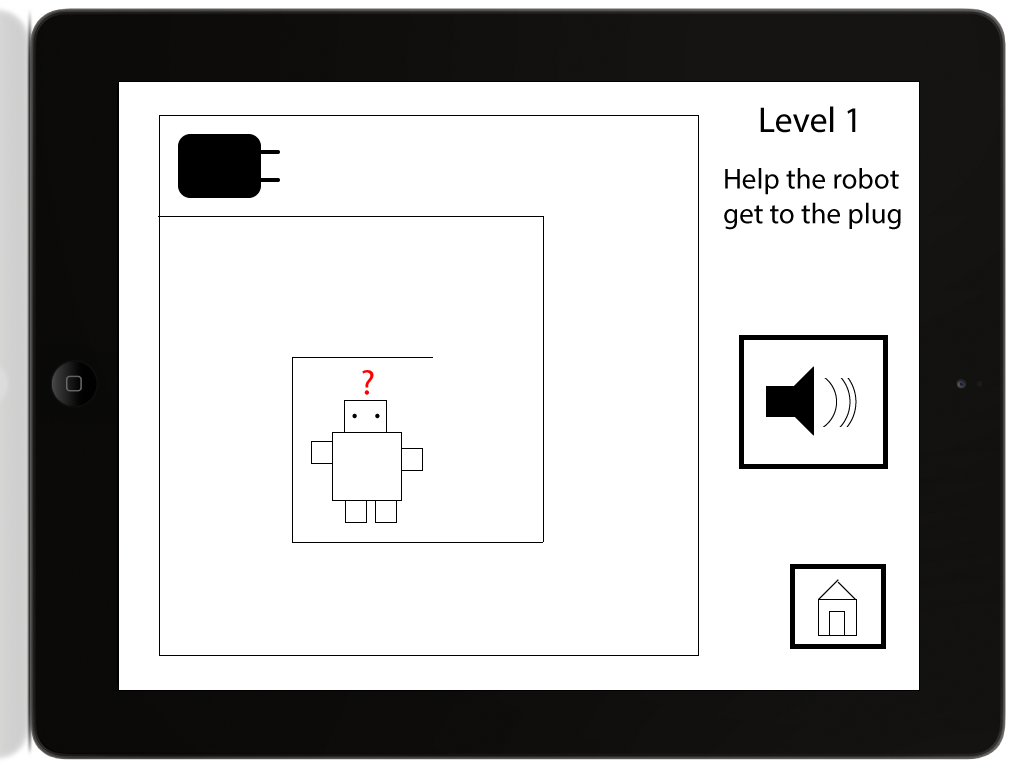 Level 1
Help the robot
get to the plug
?